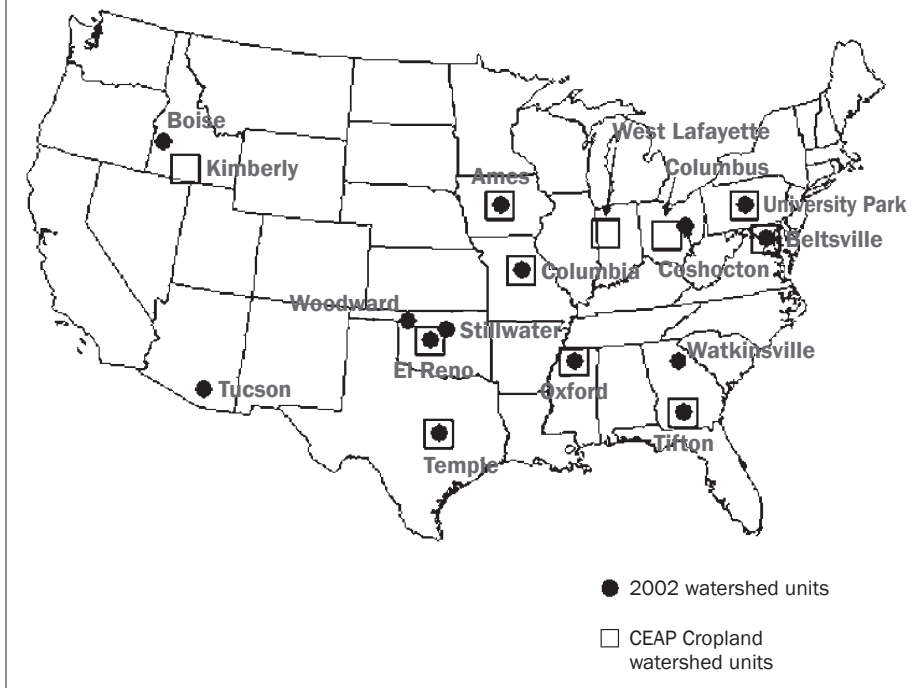 Boise
West Lafayette
Kimberly
Columbus
Ames
University Park
Beltsville
Columbia
Coshocton
Woodward
Stillwater
Watkinsville
El Reno
Oxford
Tucson
Tifton
Temple
2002 watershed units
CEAP Cropland
watershed units